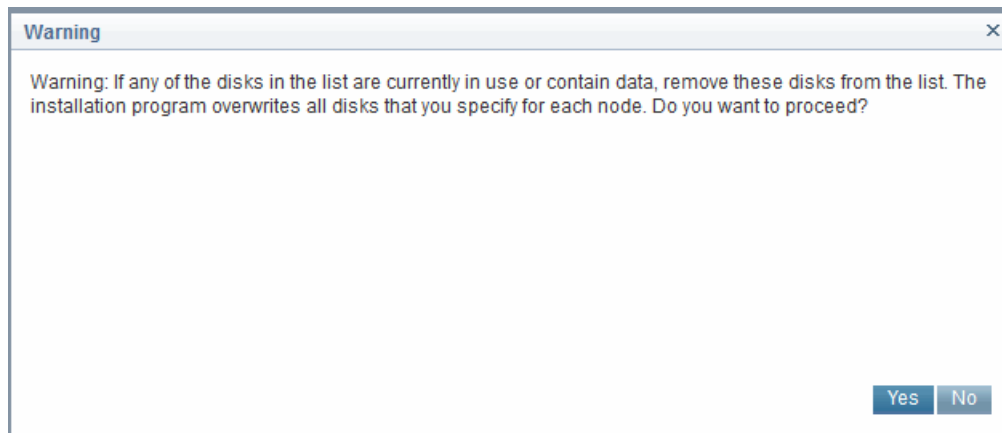 Warning
Warning: If any of the disks in the list are currently in use or contain data, remove these disks from the list. The
installation program overwrites all disks that you specify for each node. Do you want to proceed?
Yes No